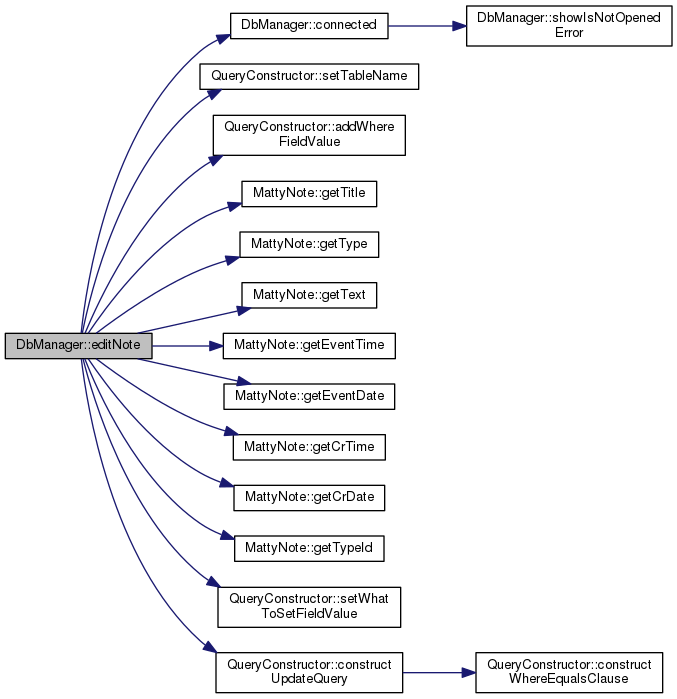 DbManager::connected
DbManager::showIsNotOpened
Error
QueryConstructor::setTableName
QueryConstructor::addWhere
FieldValue
MattyNote::getTitle
MattyNote::getType
MattyNote::getText
DbManager::editNote
MattyNote::getEventTime
MattyNote::getEventDate
MattyNote::getCrTime
MattyNote::getCrDate
MattyNote::getTypeId
QueryConstructor::setWhat
ToSetFieldValue
QueryConstructor::construct
UpdateQuery
QueryConstructor::construct
WhereEqualsClause